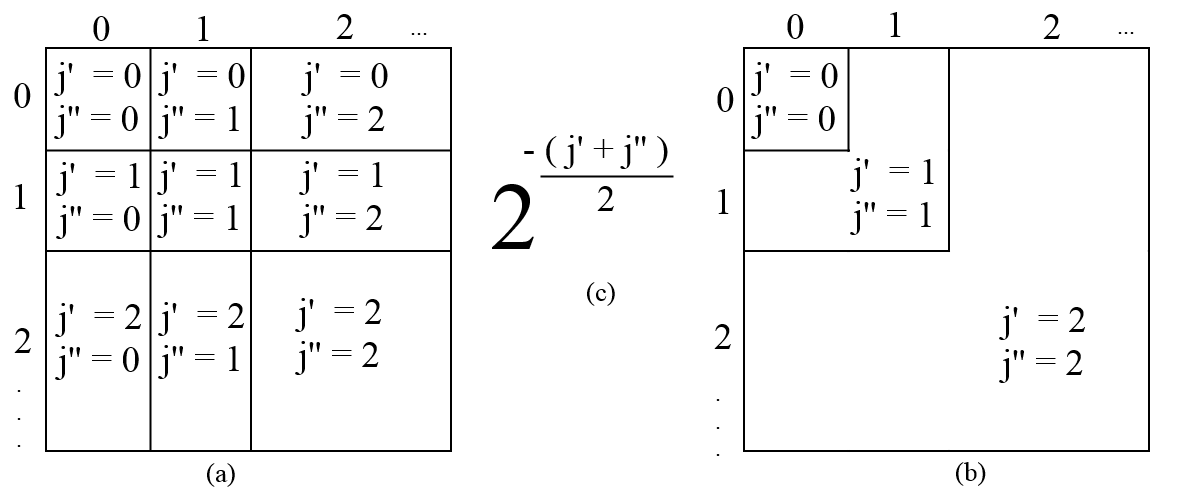 0 1 2 ...
0
j' = 0 j' = 0 j' = 0
j'' = 0 j'' = 1 j'' = 2
1
j' = 1 j' = 1 j' = 1
j'' = 0 j'' = 1 j'' = 2
2
j' = 2 j' = 2 j' = 2
j'' = 0 j'' = 1 j'' = 2
.
.
.
(a)
- ( j' + j'' )
2
2
(c)
0 1 2 ...
0
j' = 0
j'' = 0
1
j' = 1
j'' = 1
2
j' = 2
j'' = 2
.
.
.
(b)